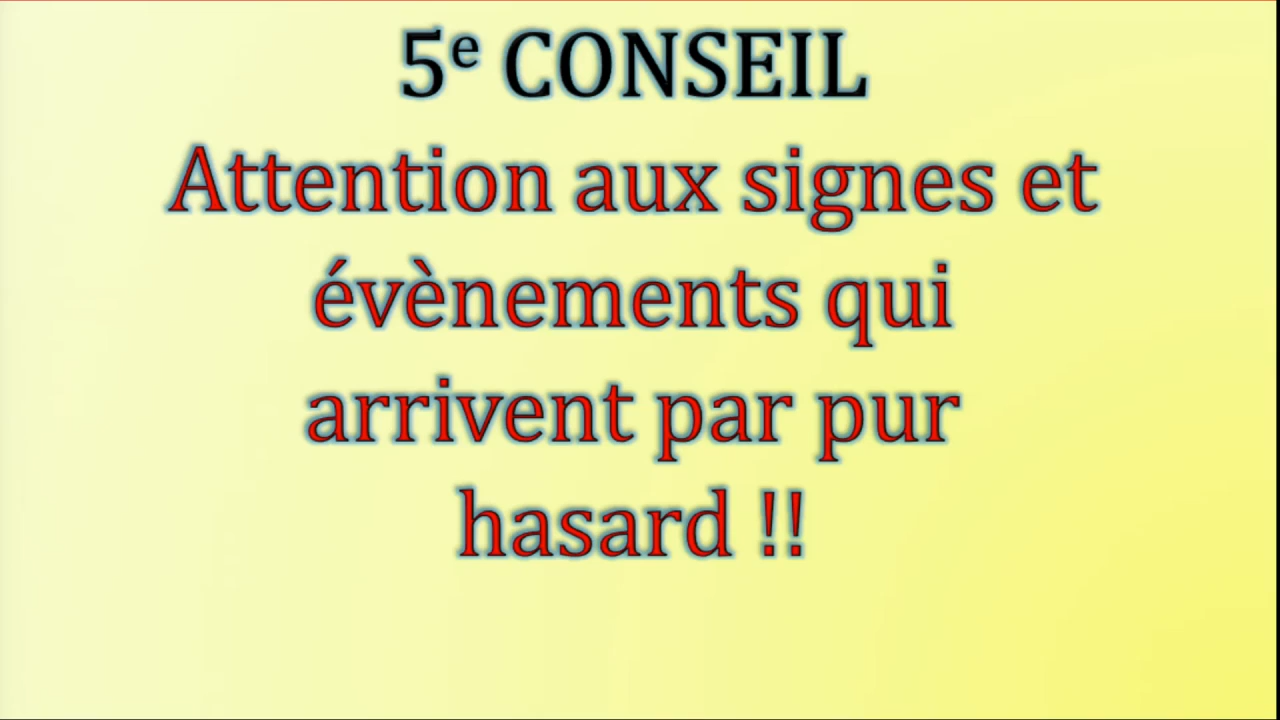 5e CONSEIL
Attention aux signes et
évènements qui
arrivent par pur
hasard !!